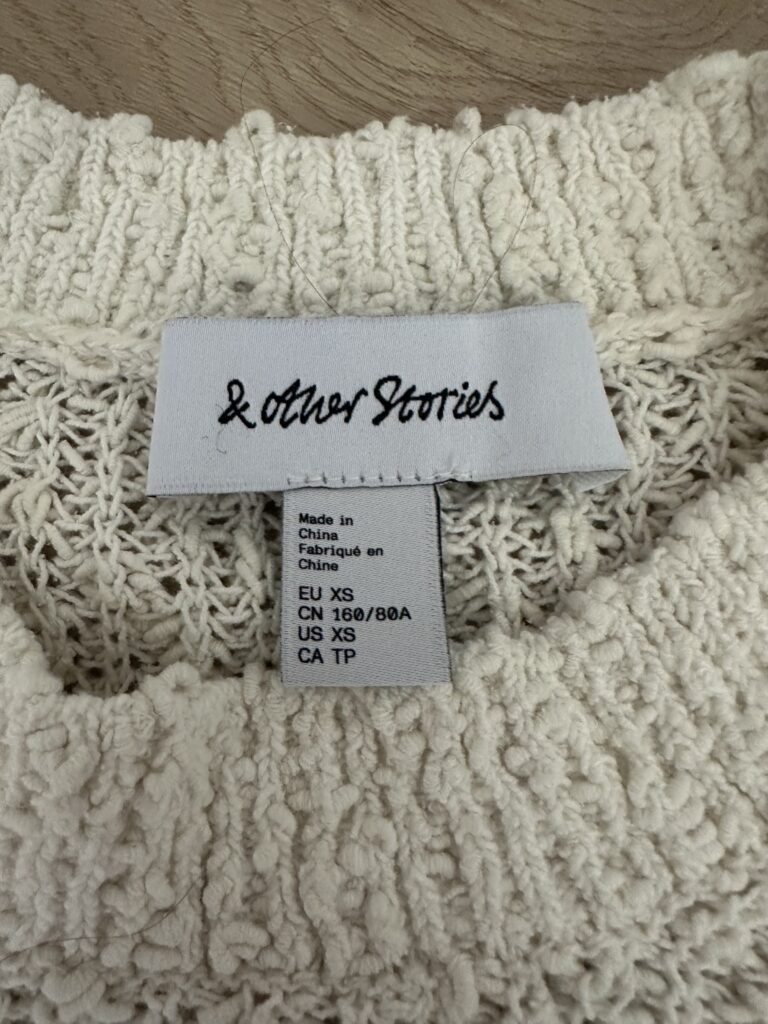 & other Stories
Made in
China
Fabriqué en
Chine
EU XS
CN 160/80A
US XS
CA TP